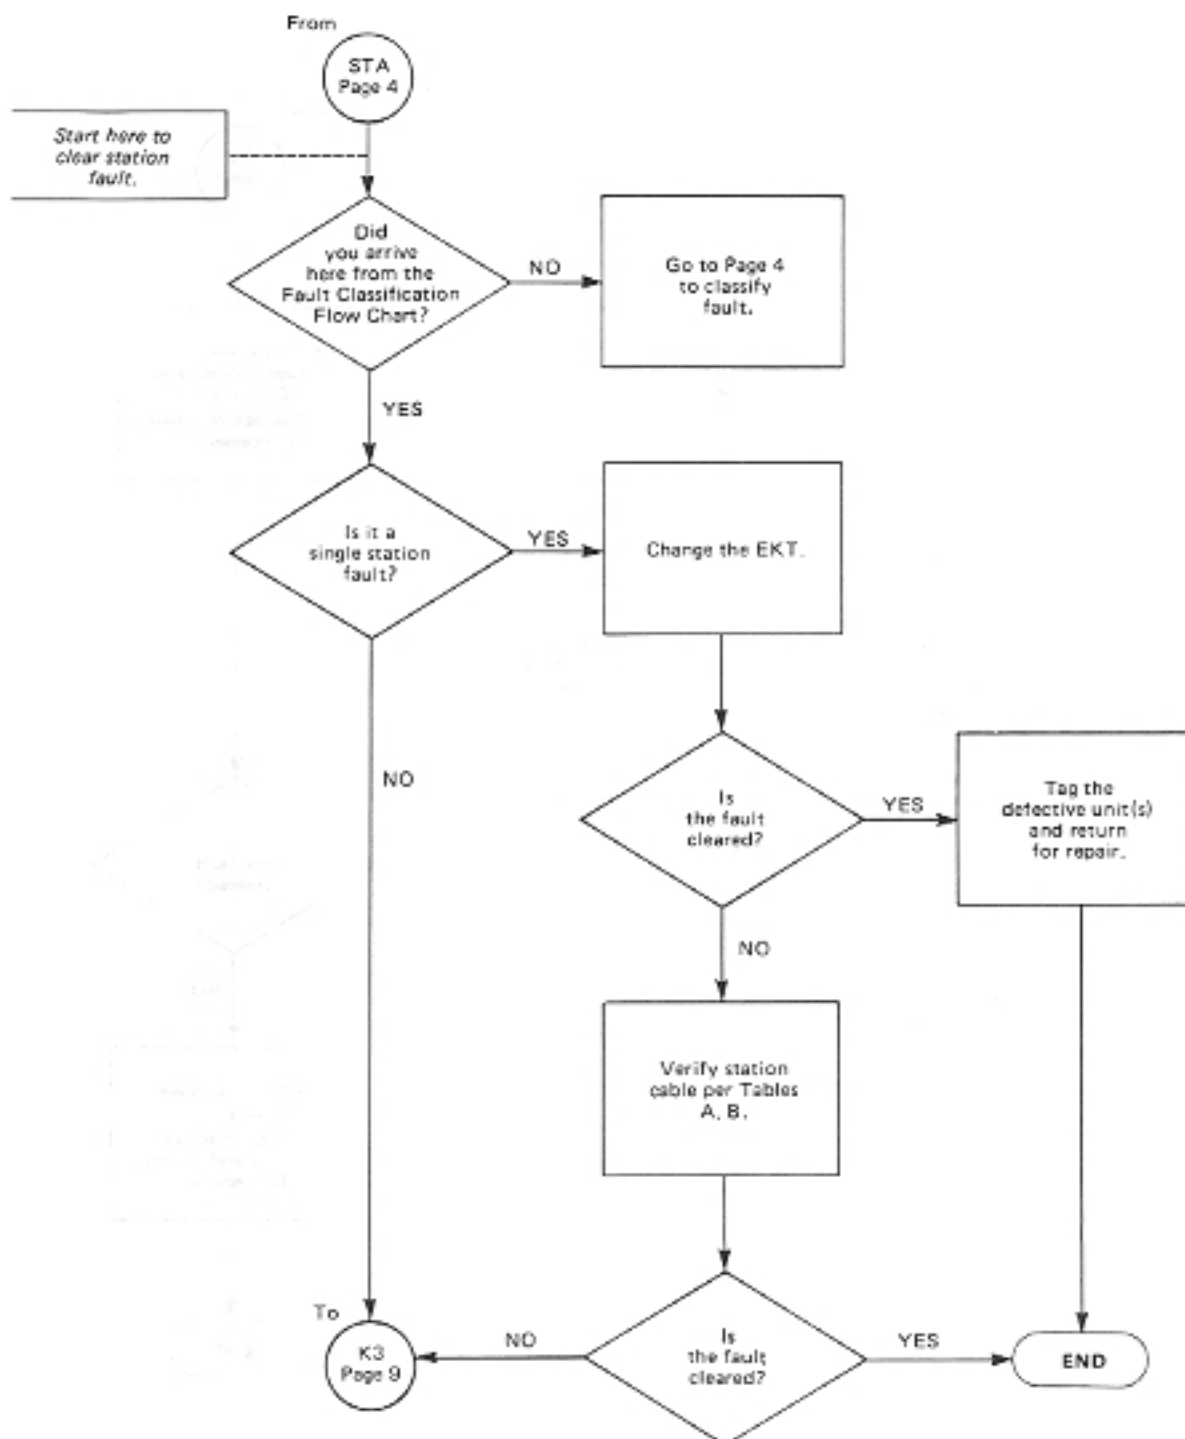 From
STA
Page 4
Start here to
clear station
fault.
Did
you arrive
here from the
Fault Classification
Flow Chart?
NO
Go to Page 4
to classify
fault.
YES
Is it a
single station
fault?
YES
Change the EKT.
NO
Is
the fault
cleared?
YES
Tag the
defective unit(s)
and return
for repair.
NO
Verify station
cable per Tables
A, B.
To
K3
Page 9
NO
Is
the fault
cleared?
YES
END